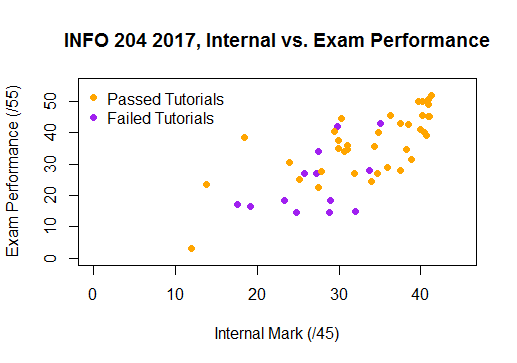 INFO 204 2017, Internal vs. Exam Performance
Passed Tutorials
Failed Tutorials
Exam Performance (/55)
50
40
30
20
10
0
0 10 20 30 40
Internal Mark (/45)